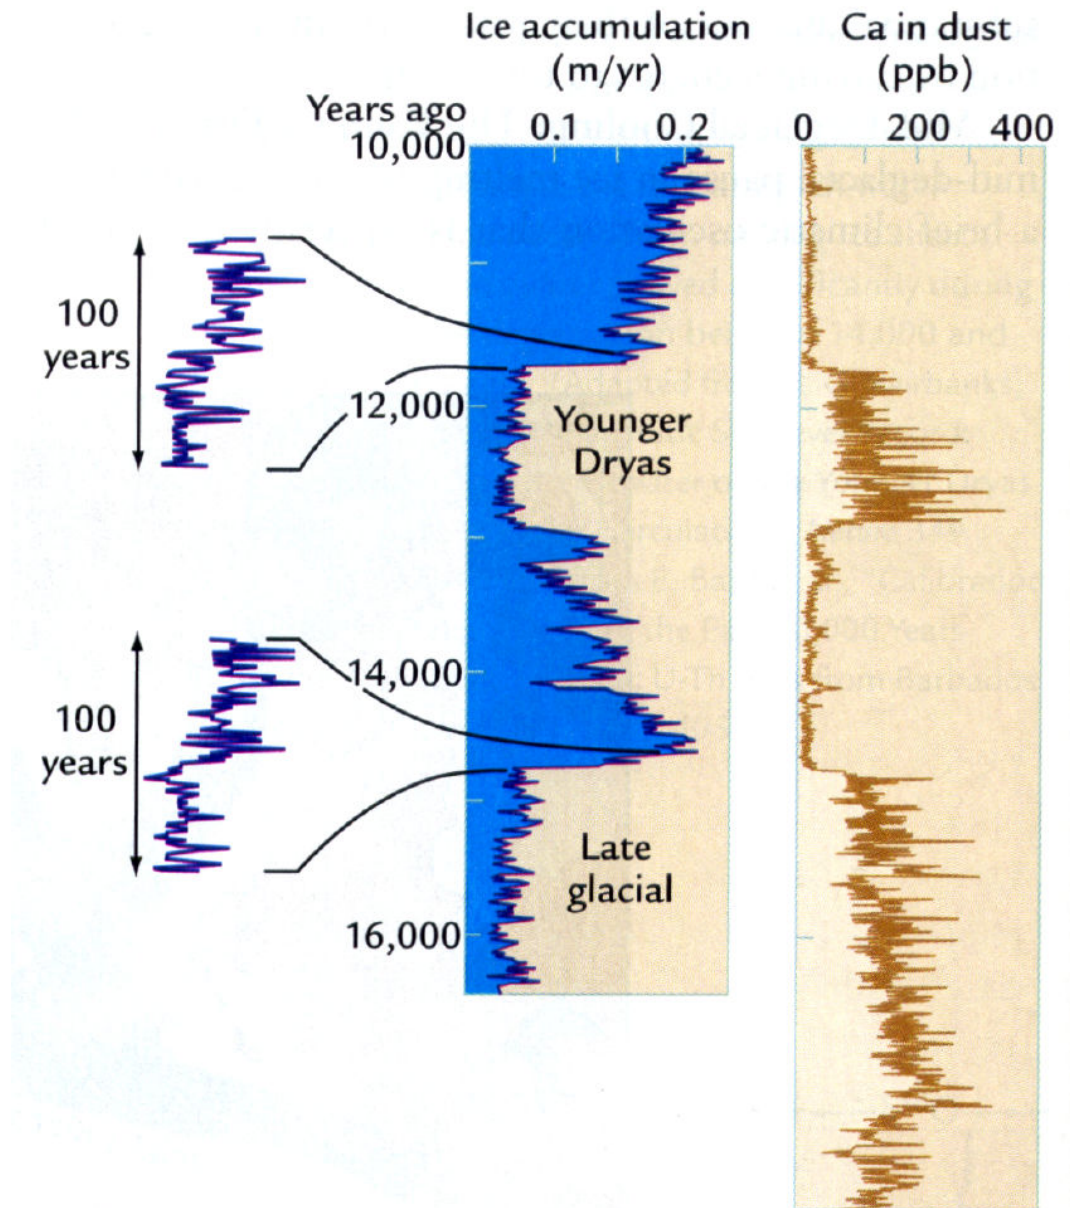 Ice accumulation
(m/yr)
Ca in dust
(ppb)
Years ago
10,000
0.1 0.2
0 200 400
100
years
12,000
Younger
Dryas
14,000
100
years
Late
glacial
16,000